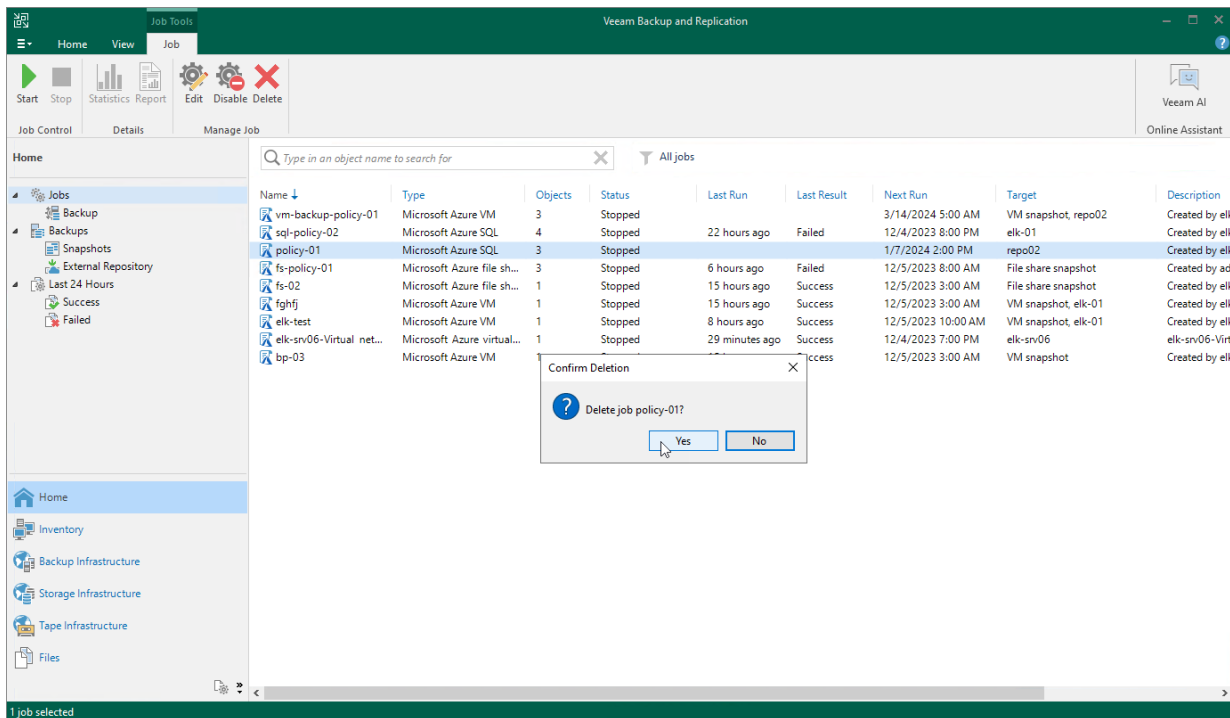 Job Tools
Veeam Backup and Replication
Home View Job
Start Stop Statistics Report Edit Disable Delete
Veeam AI
Job Control Details Manage Job
Online Assistant
Home
Type in an object name to search for
All jobs
Jobs
Backup
Backups
Snapshots
External Repository
Last 24 Hours
Success
Failed
Name Type Objects Status Last Run Last Result Next Run Target Description
vm-backup-policy-01 Microsoft Azure VM 3 Stopped 3/14/2024 5:00 AM VM snapshot, repo02 Created by elk
sql-policy-02 Microsoft Azure SQL 4 Stopped 22 hours ago Failed 12/4/2023 8:00 PM elk-01 Created by elk
policy-01 Microsoft Azure SQL 3 Stopped 1/7/2024 2:00 PM repo02 Created by elk
fs-policy-01 Microsoft Azure file sh... 3 Stopped 6 hours ago Failed 12/5/2023 8:00 AM File share snapshot Created by ad
fs-02 Microsoft Azure file sh... 1 Stopped 15 hours ago Success 12/5/2023 3:00 AM File share snapshot Created by elk
fghfj Microsoft Azure VM 1 Stopped 15 hours ago Success 12/5/2023 3:00 AM VM snapshot, elk-01 Created by elk
elk-test Microsoft Azure VM 1 Stopped 8 hours ago Success 12/5/2023 10:00 AM VM snapshot, elk-01 Created by elk
elk-srv06-Virtual net... Microsoft Azure virtual... 1 Stopped 29 minutes ago Success 12/4/2023 7:00 PM elk-srv06 elk-srv06-Virt
bp-03 Microsoft Azure VM 12/5/2023 3:00 AM VM snapshot Created by elk
Confirm Deletion
Delete job policy-01?
Yes No
Home
Inventory
Backup Infrastructure
Storage Infrastructure
Tape Infrastructure
Files
1 job selected